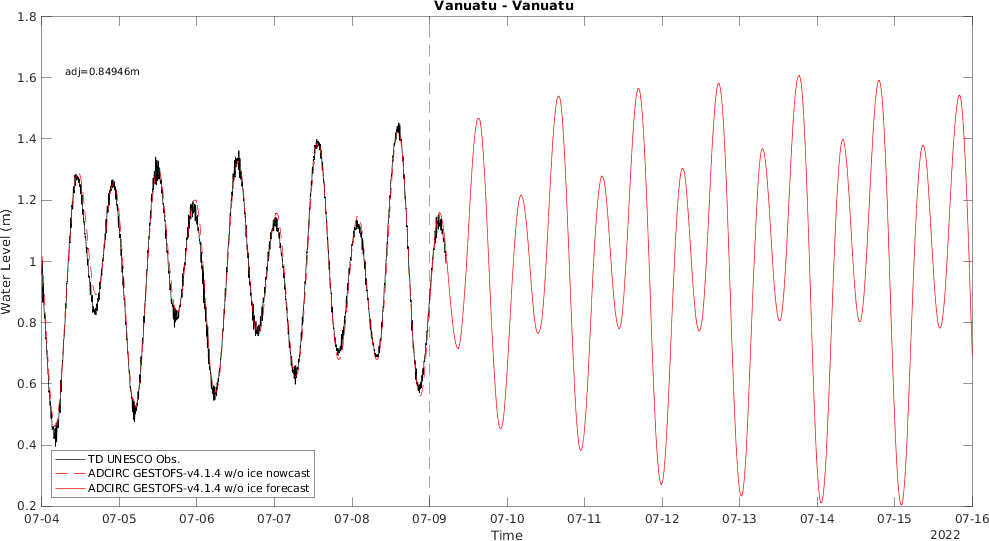 Vanuatu - Vanuatu
1.8
1.6
1.4
1.2
1
0.8
0.6
0.4
0.2
Water Level (m)
adj=0.84946m
TD UNESCO Obs.
ADCIRC GESTOFS-v4.1.4 w/o ice nowcast
ADCIRC GESTOFS-v4.1.4 w/o ice forecast
07-04 07-05 07-06 07-07 07-08 07-09 07-10 07-11 07-12 07-13 07-14 07-15 07-16
Time
2022